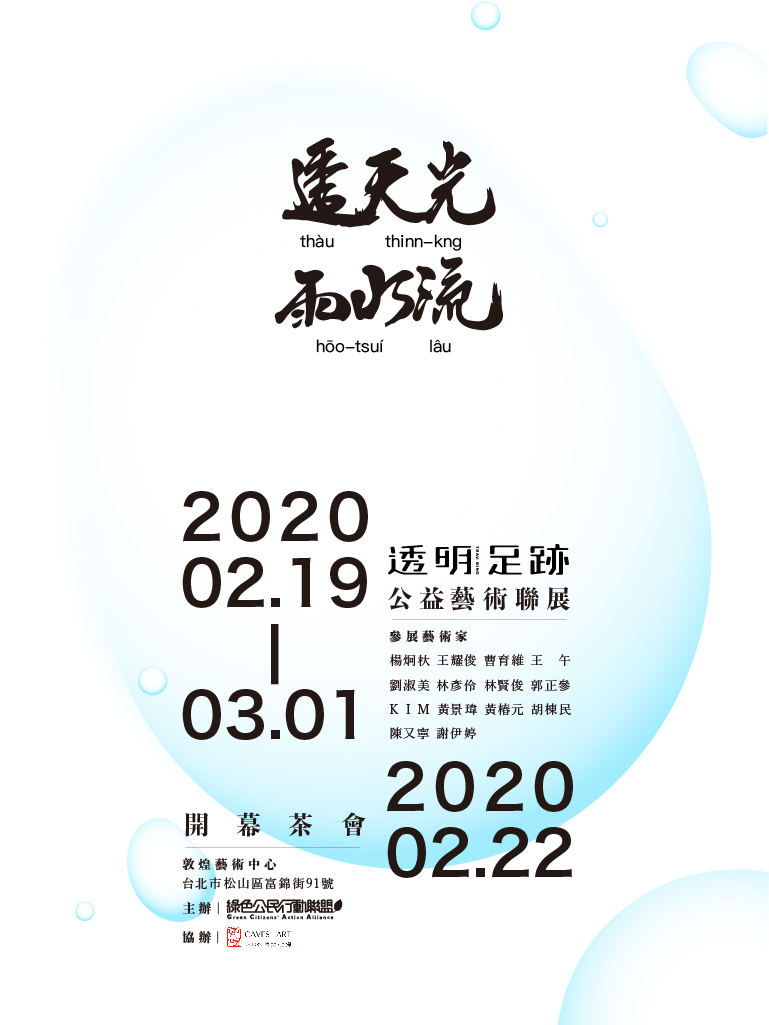 透天光
thàu thinn-kng
雨水流
hōo-tsuí lâu
2020
02.19
|
03.01
透明足跡
公益藝術聯展
參展藝術家
楊炯杕 王耀俊 曹育維 王 午
劉淑美 林彥伶 林賢俊 郭正參
KIM 黃景瑋 黃椿元 胡棟民
陳又寧 謝伊婷
2020
02.22
開幕茶會
敦煌藝術中心
台北市松山區富錦街91號
主辦|綠色公民行動聯盟
Green Citizens' Action Alliance
協辦|CAVES ART